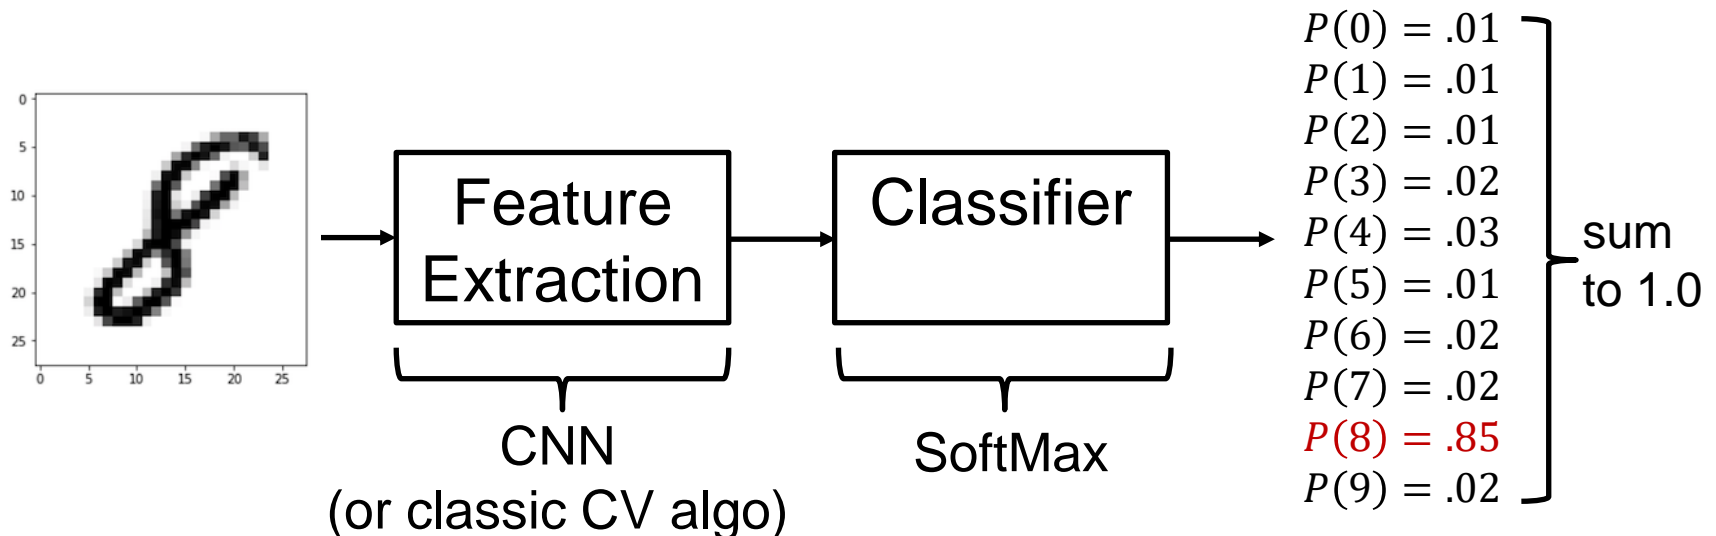 0
5
10
15
20
25
0 5 10 15 20 25
Feature
Extraction
CNN
(or classic CV algo)
Classifier
SoftMax
P(0) = .01
P(1) = .01
P(2) = .01
P(3) = .02
P(4) = .03
P(5) = .01
P(6) = .02
P(7) = .02
P(8) = .85
P(9) = .02
sum
to 1.0